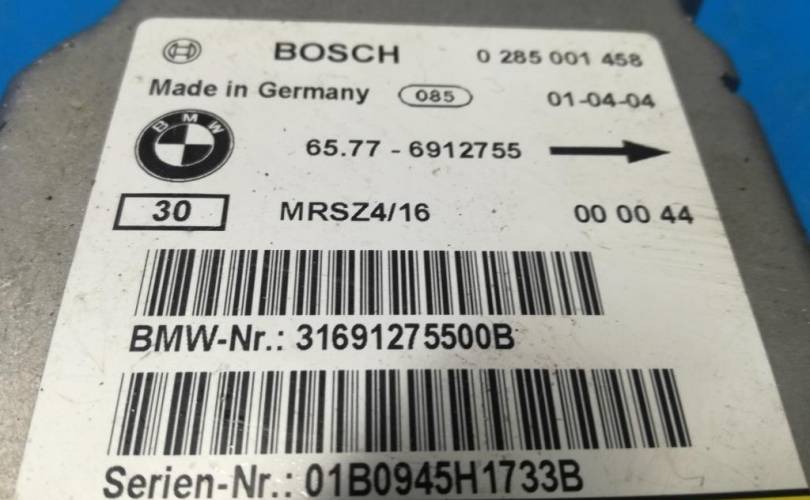 BOSCH 0 285 001 458
Made in Germany 085 01-04-04
BMW
65.77 - 6912755
30 MRSZ4/16 00 00 44
BMW-Nr.: 31691275500B
Serien-Nr.: 01B0945H1733B